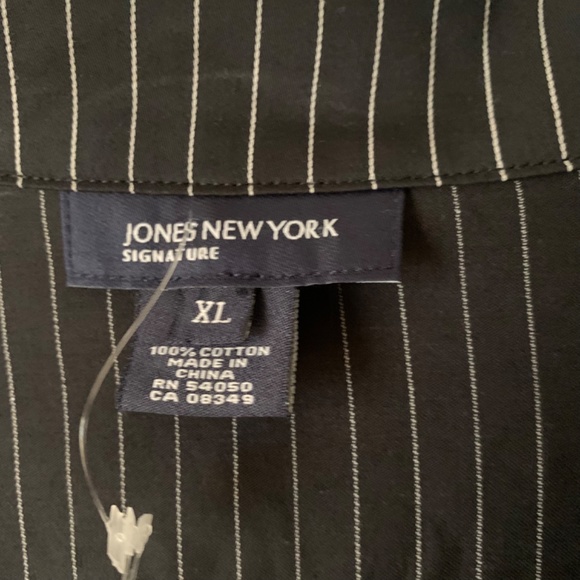 JONES NEW YORK
SIGNATURE
XL
100% COTTON
MADE IN
CHINA
RN 54050
CA 08349